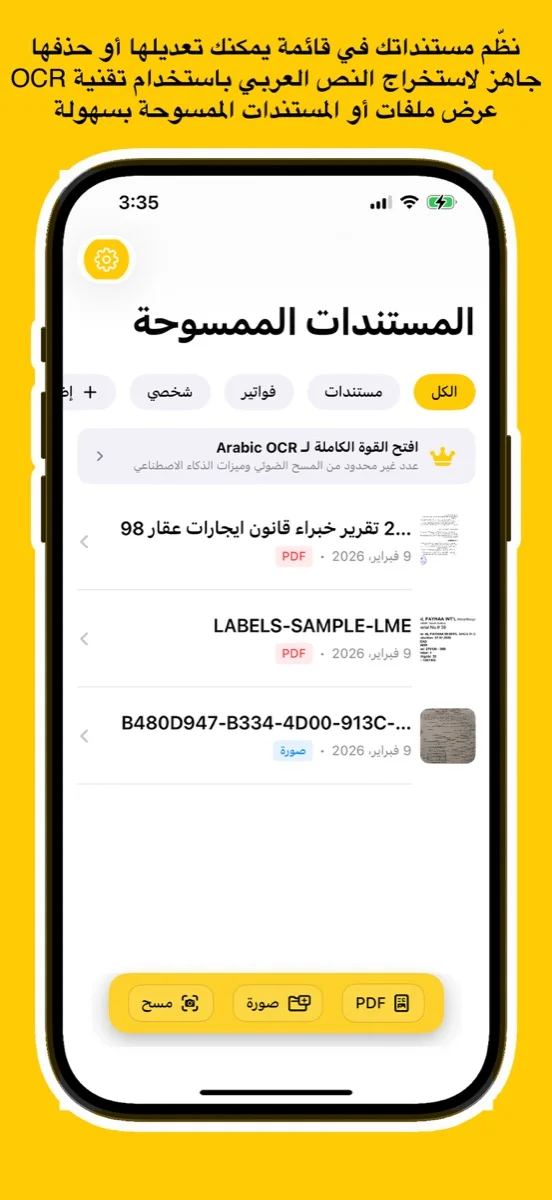 نظّم مستنداتك في قائمة يمكنك تعديلها أو حذفها
جاهز لاستخراج النص العربي باستخدام تقنية OCR
عرض ملفات أو المستندات الممسوحة بسهولة
3:35
المستندات الممسوحة
الكل
مستندات
فواتير
شخصي
+ إض
افتح القوة الكاملة لـ Arabic OCR
عدد غير محدود من المسح الضوئي وميزات الذكاء الاصطناعي
2 تقرير خبراء قانون ايجارات عقار 98...
9 فبراير، 2026 • PDF
LABELS-SAMPLE-LME
9 فبراير، 2026 • PDF
B480D947-B334-4D00-913C-...
9 فبراير، 2026 • صورة
PDF
صورة
مسح